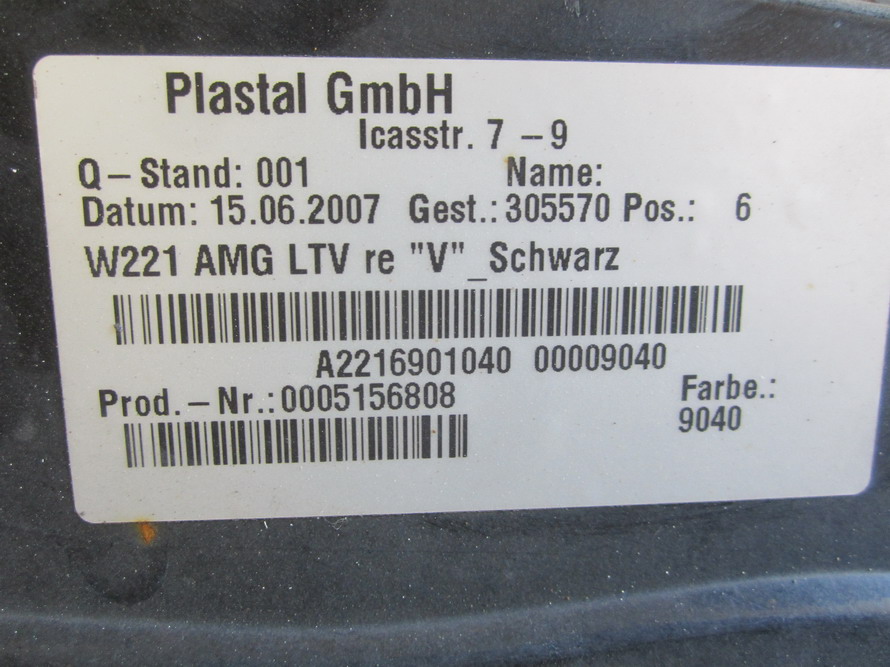 Plastal GmbH
Icasstr. 7 – 9
Q – Stand: 001 Name:
Datum: 15.06.2007 Gest.: 305570 Pos.: 6
W221 AMG LTV re "V"_Schwarz
A2216901040 00009040
Prod. – Nr.:0005156808 Farbe.:
9040